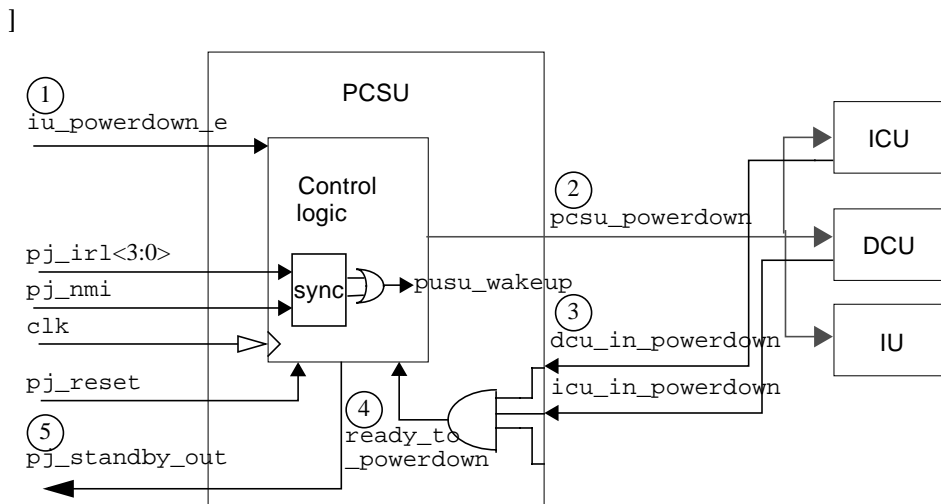 ]
1
PCSU
iu_powerdown_e
ICU
Control
logic
2
pcsu_powerdown
DCU
pj_irl<3:0>
sync
pusu_wakeup
pj_nmi
3
clk
dcu_in_powerdown
IU
pj_reset
icu_in_powerdown
4
5
ready_to
_powerdown
pj_standby_out